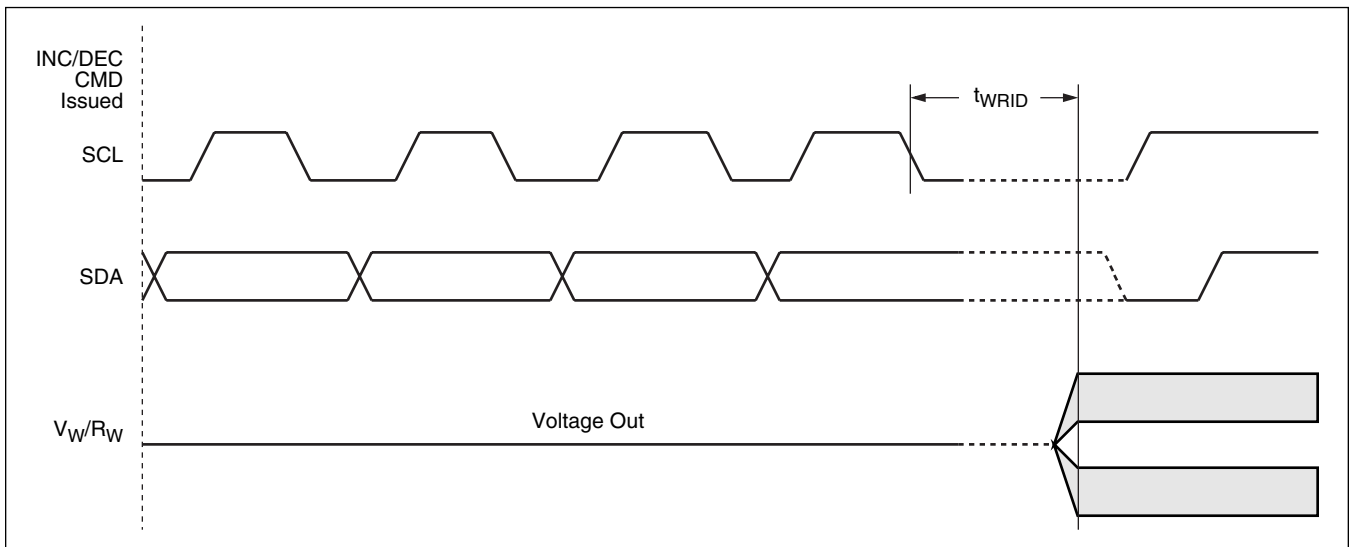 INC/DEC
CMD
Issued
tWRID
SCL
SDA
Voltage Out
VW/RW